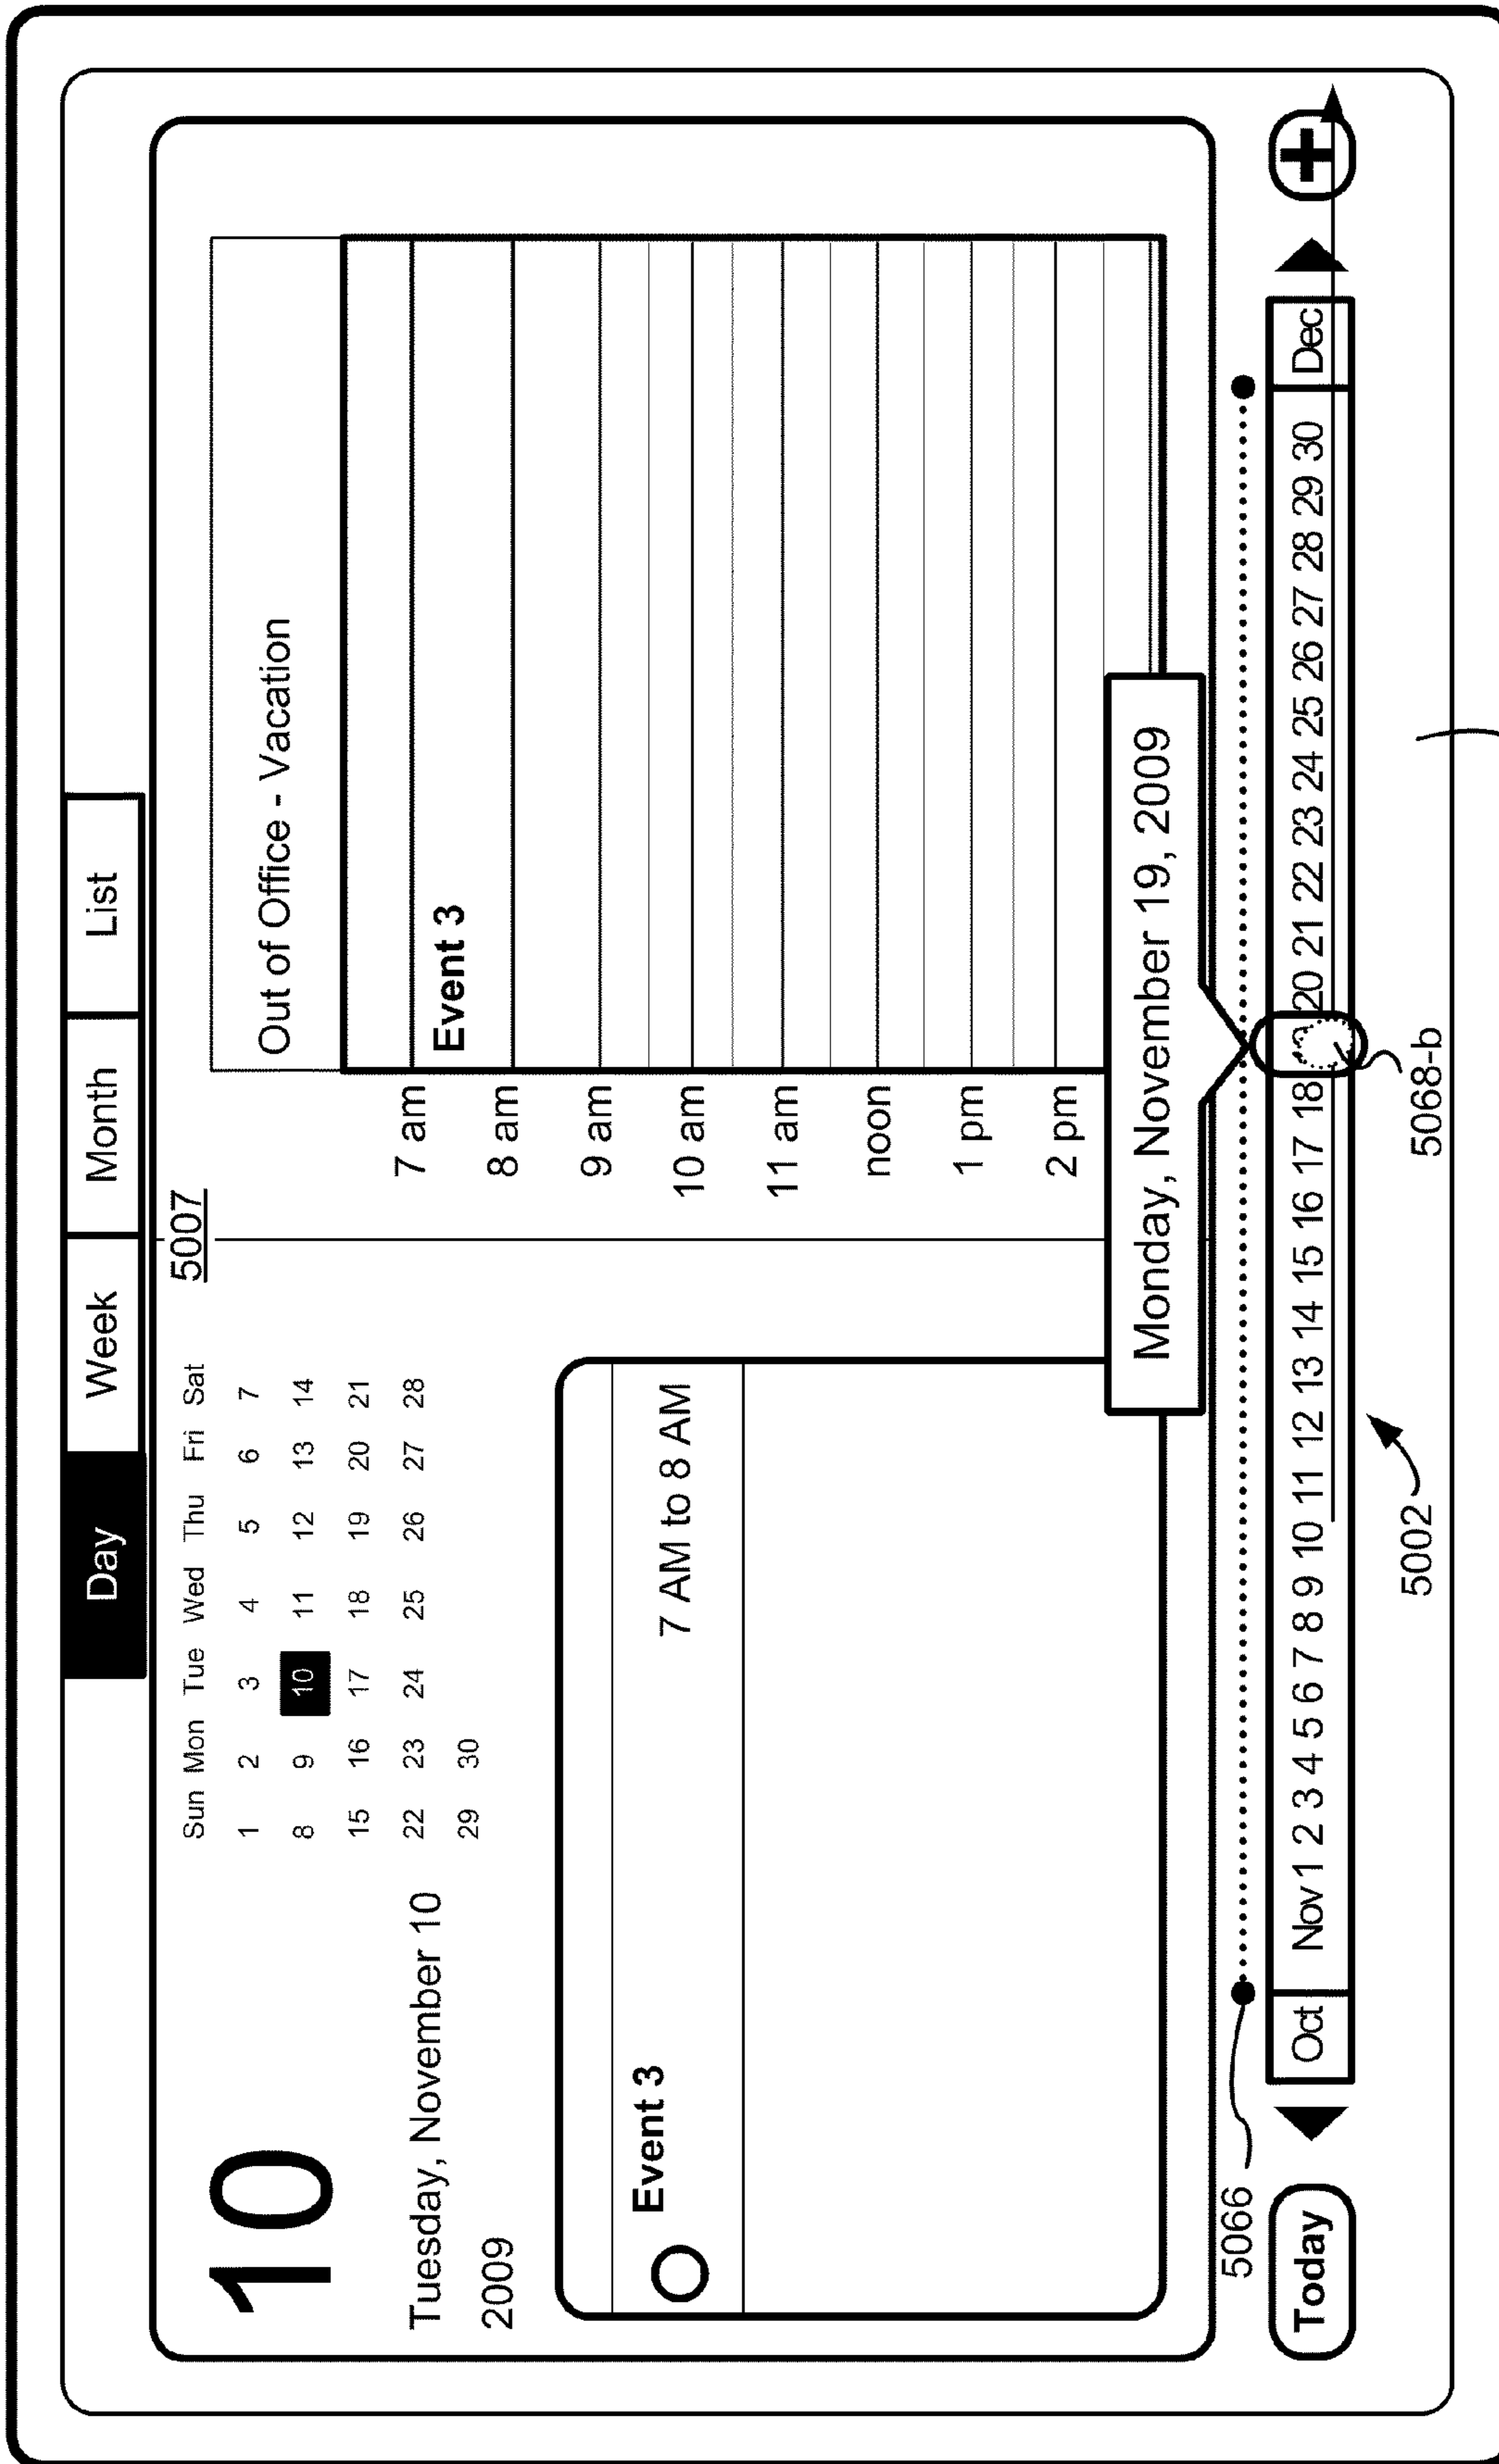 Day Week Month List
5007
10
Tuesday, November 10
2009
Sun Mon Tue Wed Thu Fri Sat
1 2 3 4 5 6 7
8 9 10 11 12 13 14
15 16 17 18 19 20 21
22 23 24 25 26 27 28
29 30
Event 3
7 AM to 8 AM
Out of Office - Vacation
7 am
Event 3
8 am
9 am
10 am
11 am
noon
1 pm
2 pm
Monday, November 19, 2009
5066
Today Oct Nov 1 2 3 4 5 6 7 8 9 10 11 12 13 14 15 16 17 18 20 21 22 23 24 25 26 27 28 29 30 Dec +
5002
5068-b